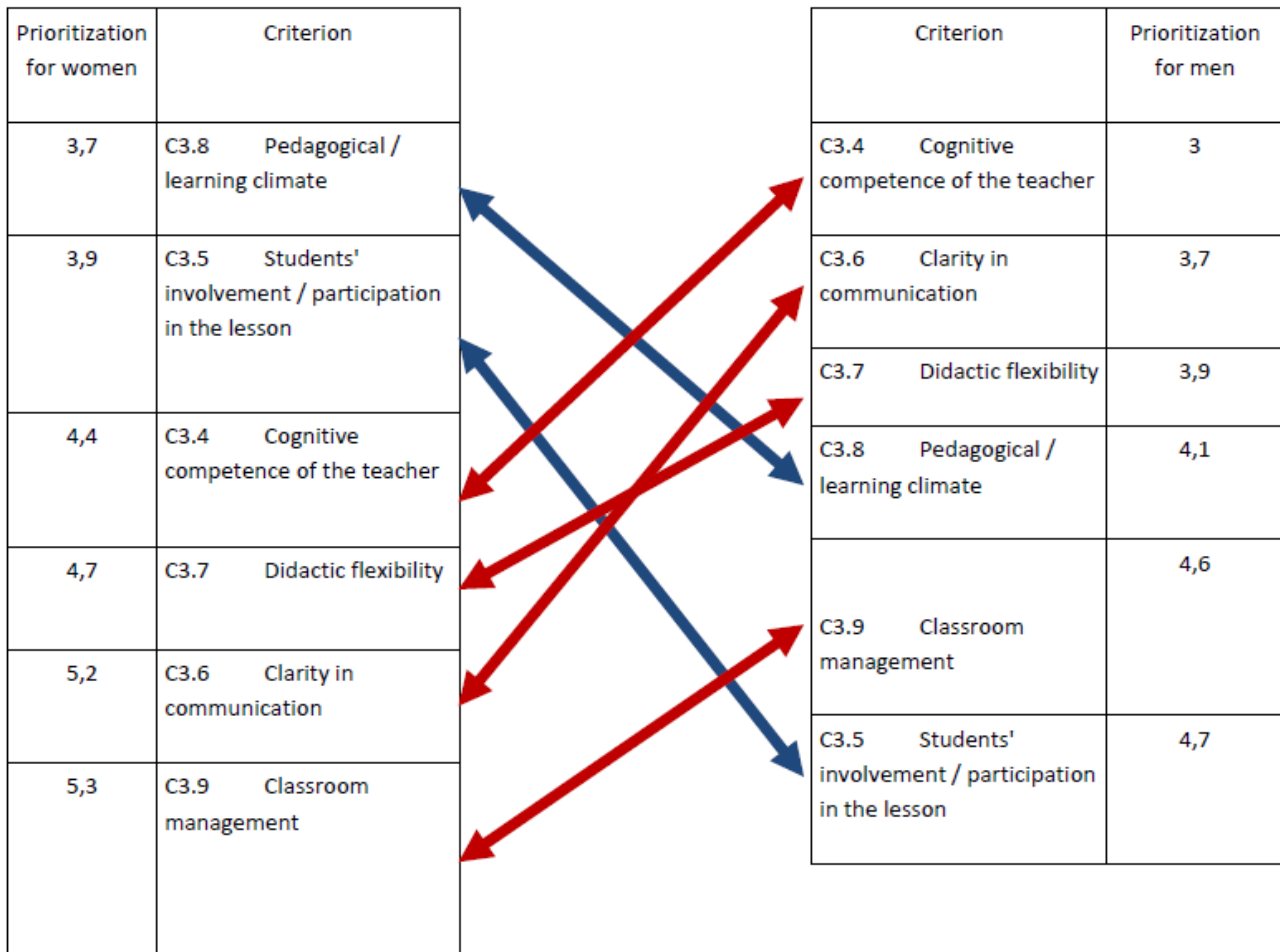 Prioritization
for women
Criterion
3,7
C3.8 Pedagogical /
learning climate
3,9
C3.5 Students'
involvement / participation
in the lesson
4,4
C3.4 Cognitive
competence of the teacher
4,7
C3.7 Didactic flexibility
5,2
C3.6 Clarity in
communication
5,3
C3.9 Classroom
management
Criterion
Prioritization
for men
C3.4 Cognitive
competence of the teacher
3
C3.6 Clarity in
communication
3,7
C3.7 Didactic flexibility
3,9
C3.8 Pedagogical /
learning climate
4,1
C3.9 Classroom
management
4,6
C3.5 Students'
involvement / participation
in the lesson
4,7